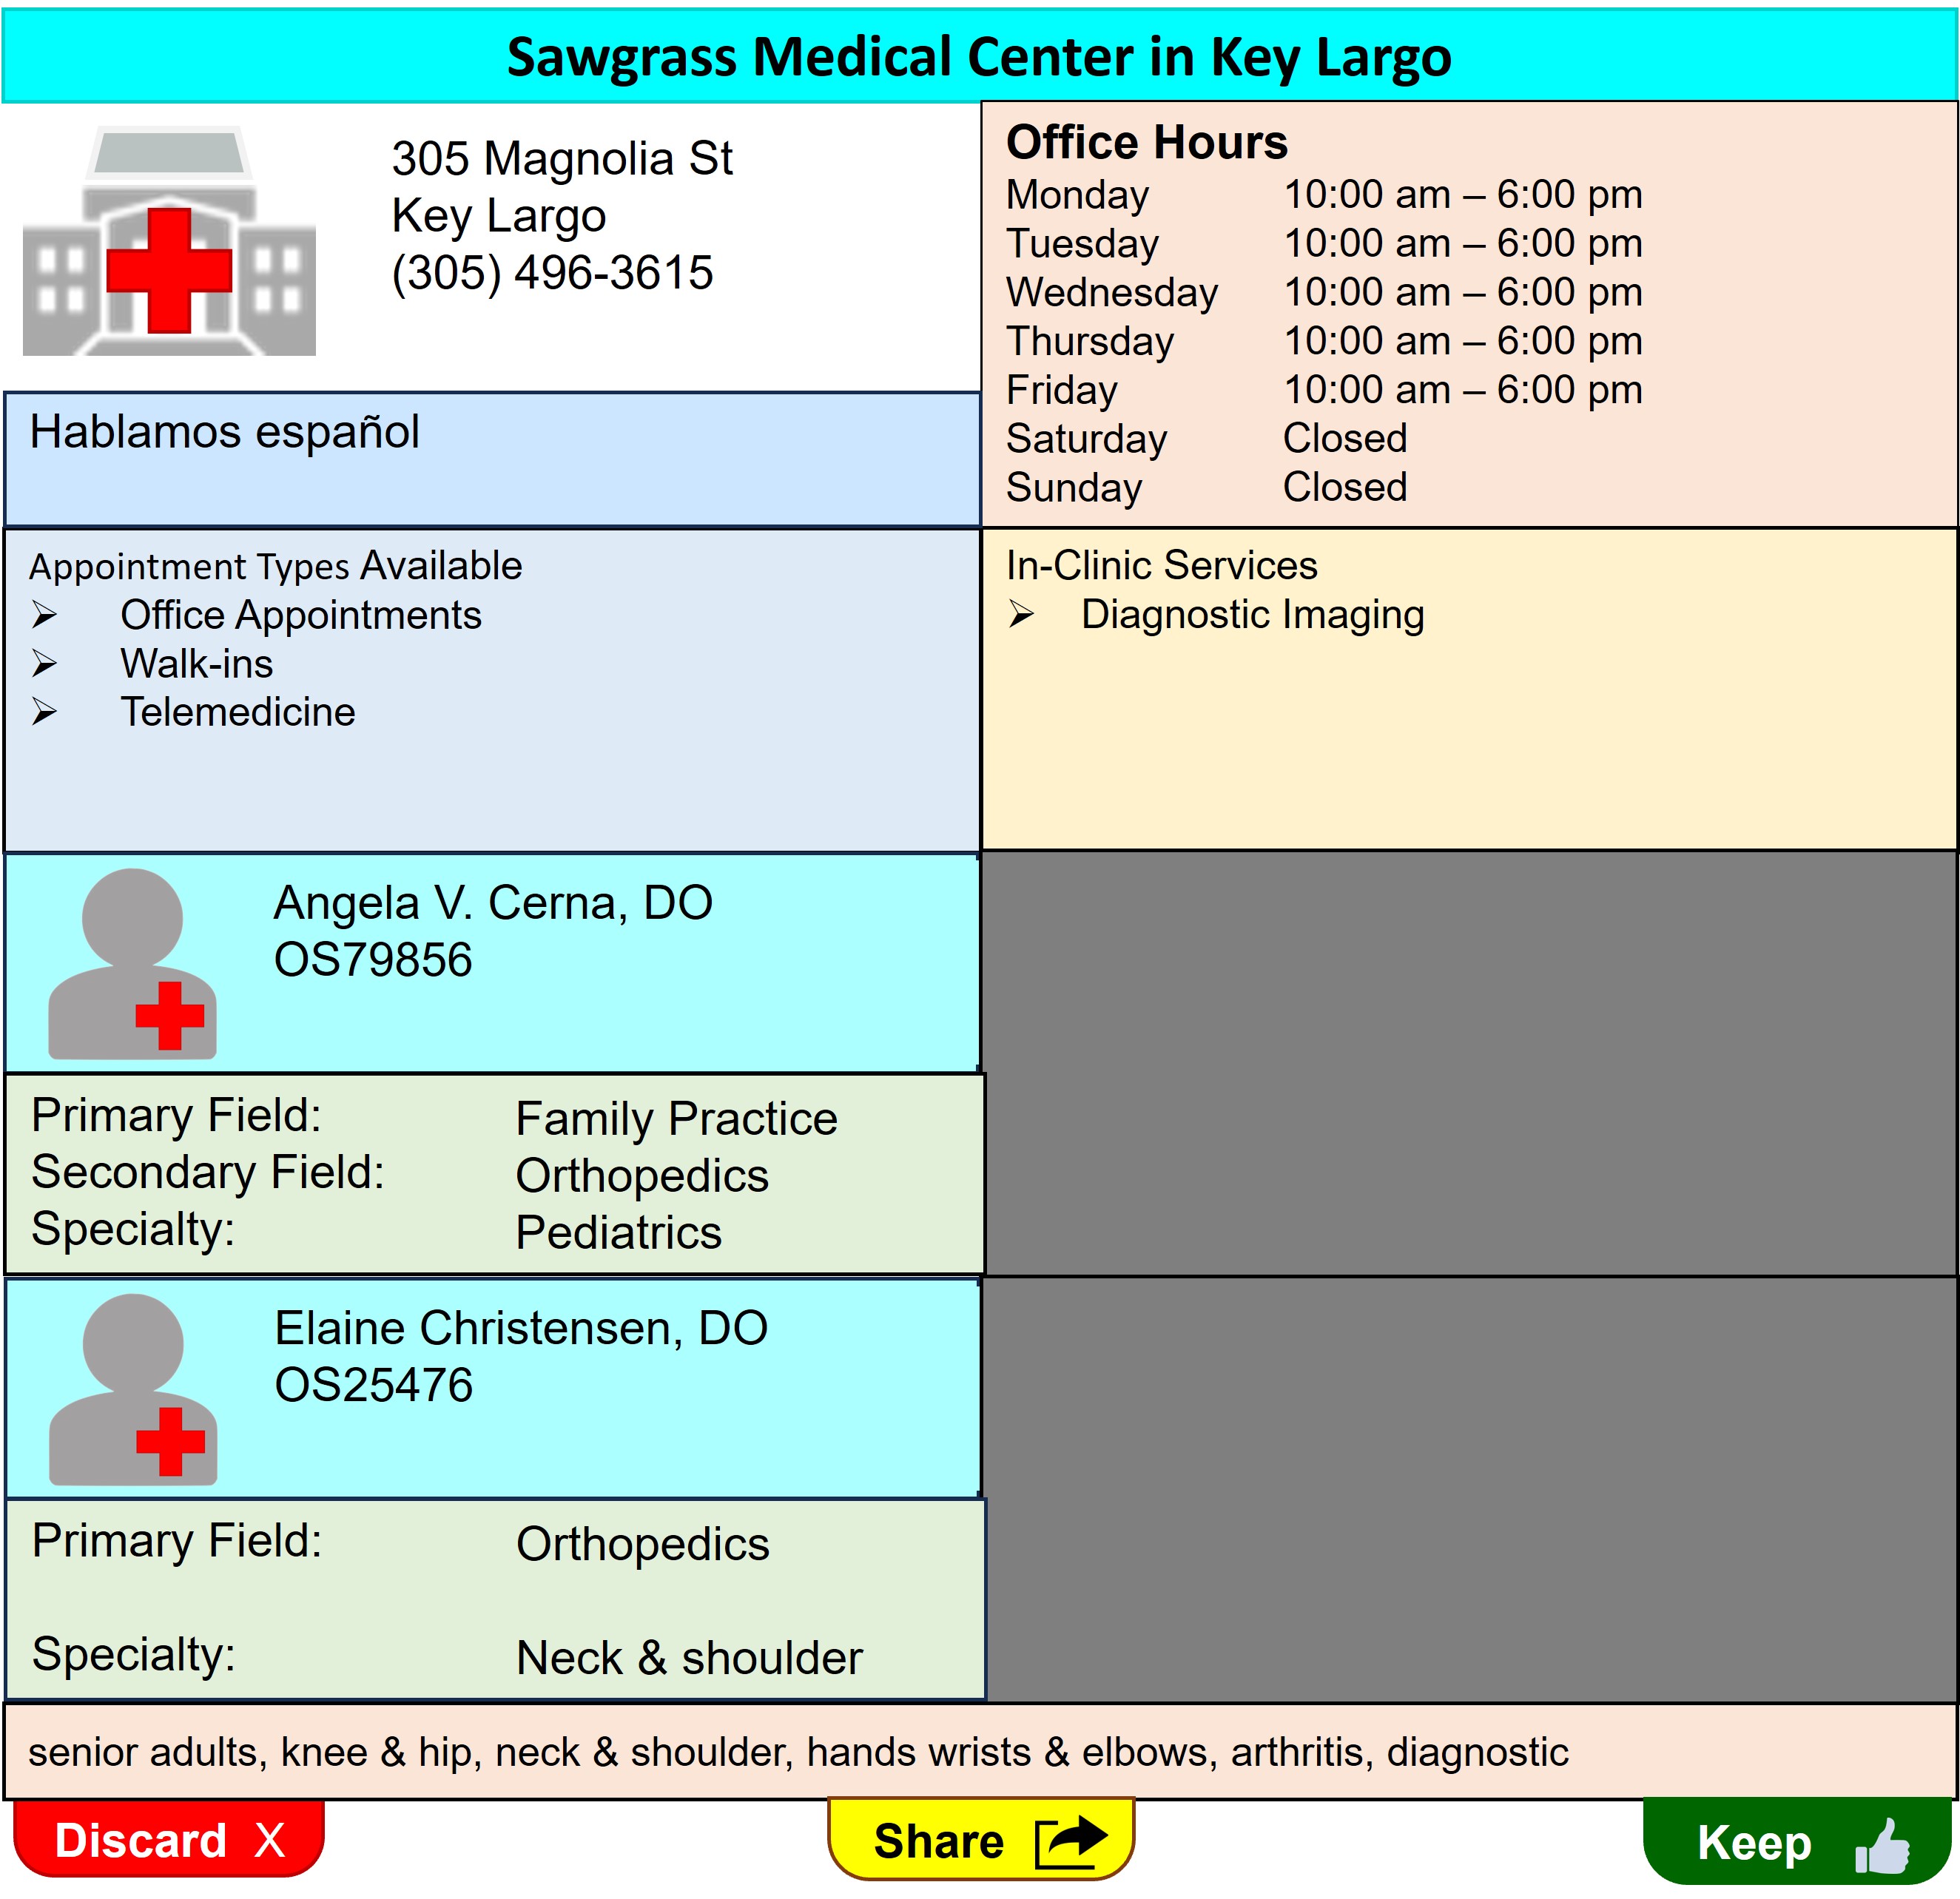 Sawgrass Medical Center in Key Largo
305 Magnolia St
Key Largo
(305) 496-3615
Office Hours
Monday 10:00 am – 6:00 pm
Tuesday 10:00 am – 6:00 pm
Wednesday 10:00 am – 6:00 pm
Thursday 10:00 am – 6:00 pm
Friday 10:00 am – 6:00 pm
Saturday Closed
Sunday Closed
Hablamos español
Appointment Types Available
➢ Office Appointments
➢ Walk-ins
➢ Telemedicine
In-Clinic Services
➢ Diagnostic Imaging
Angela V. Cerna, DO
OS79856
Primary Field: Family Practice
Secondary Field: Orthopedics
Specialty: Pediatrics
Elaine Christensen, DO
OS25476
Primary Field: Orthopedics
Specialty: Neck & shoulder
senior adults, knee & hip, neck & shoulder, hands wrists & elbows, arthritis, diagnostic
Discard X
Share
Keep